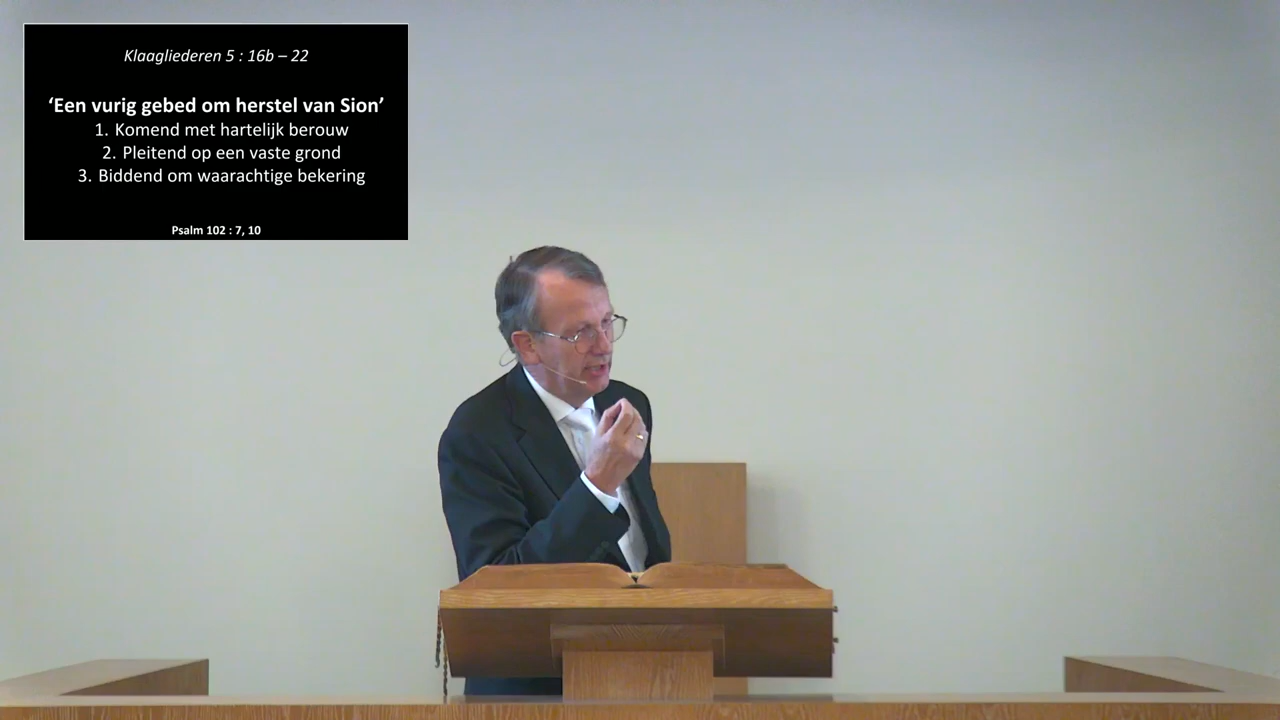 Klaagliederen 5 : 16b – 22
‘Een vurig gebed om herstel van Sion’
1. Komend met hartelijk berouw
2. Pleitend op een vaste grond
3. Biddend om waarachtige bekering
Psalm 102 : 7, 10